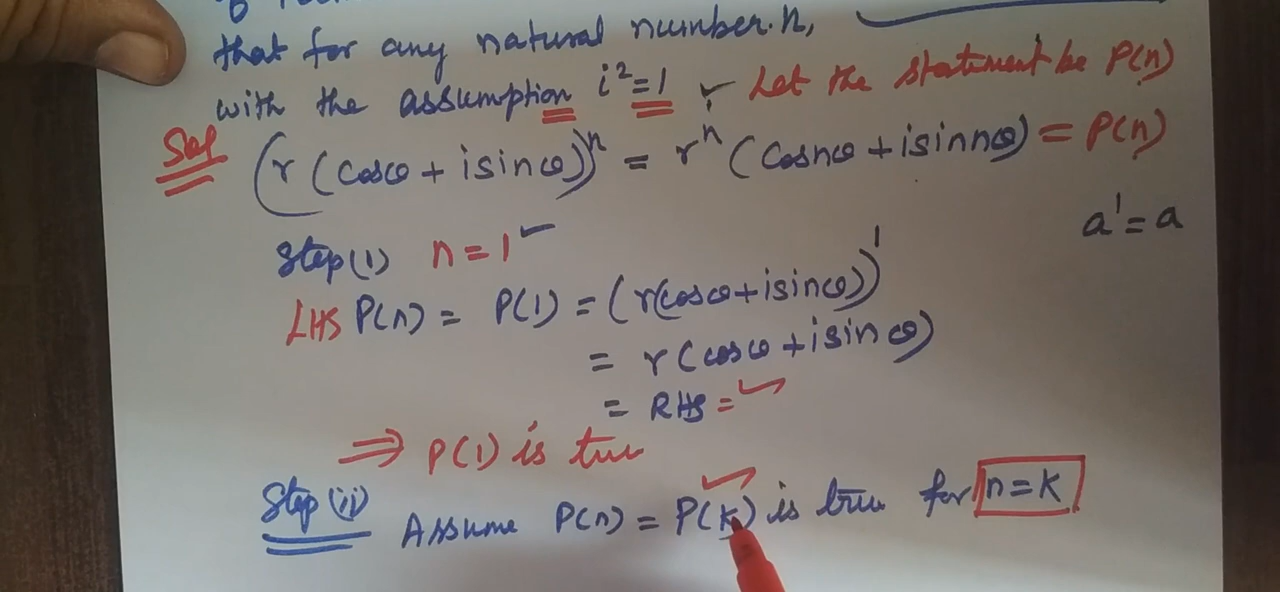 that for any natural number n,
with the assumption i²=1 Let the statement be P(n)
Sol (r(cosθ+isinθ))ⁿ = rⁿ(cosnθ+isinnθ) = P(n)
a¹=a
Step(i) n=1
LHS P(n) = P(1) = (r(cosθ+isinθ))¹
= r(cosθ+isinθ)
= RHS =
⇒ P(1) is true
Step (ii) Assume P(n) = P(k) is true for n=k